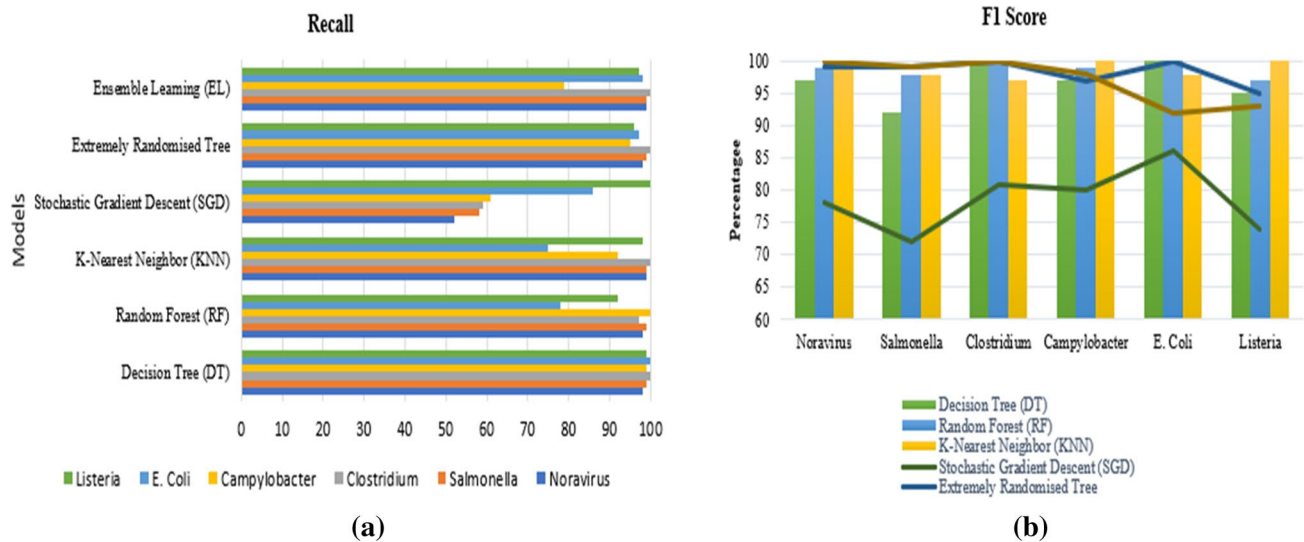 Recall
Models
Ensemble Learning (EL)
Extremely Randomised Tree
Stochastic Gradient Descent (SGD)
K-Nearest Neighbor (KNN)
Random Forest (RF)
Decision Tree (DT)
0 10 20 30 40 50 60 70 80 90 100
Listeria E. Coli Campylobacter Clostridium Salmonella Noravirus
(a)
F1 Score
Percentagee
100
95
90
85
80
75
70
65
60
Noravirus Salmonella Clostridium Campylobacter E. Coli Listeria
Decision Tree (DT)
Random Forest (RF)
K-Nearest Neighbor (KNN)
Stochastic Gradient Descent (SGD)
Extremely Randomised Tree
(b)